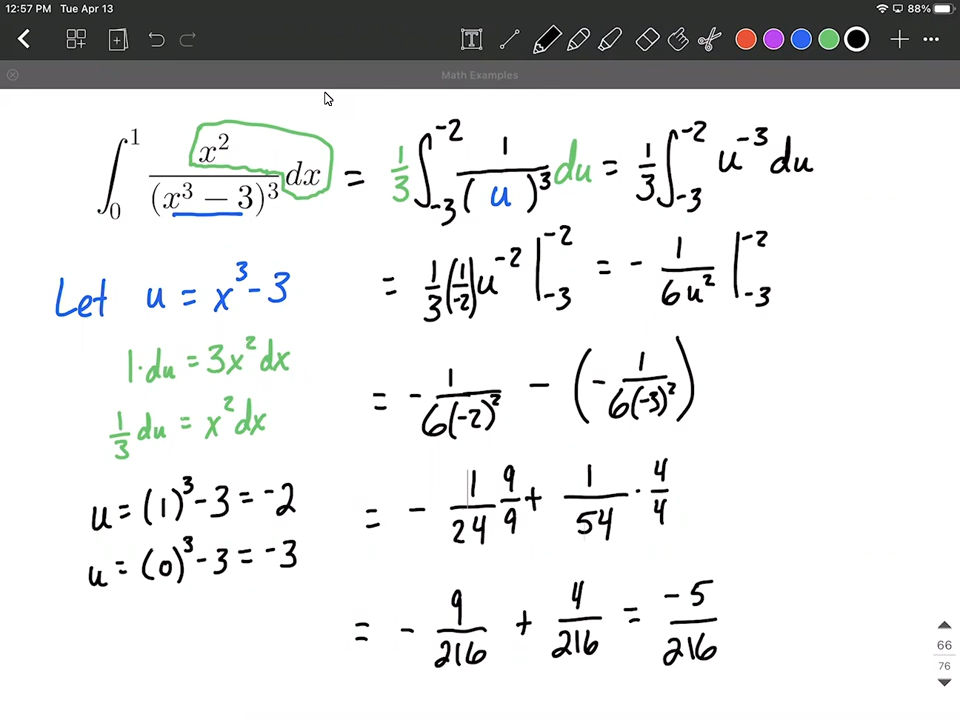 12:57 PM Tue Apr 13 88%
Math Examples
∫₀¹ x²/(x³ − 3)³ dx = 1/3 ∫₋₃⁻² 1/(u)³ du = 1/3 ∫₋₃⁻² u⁻³ du
Let u = x³-3
= 1/3 (1/-2) u⁻² |₋₃⁻² = - 1/6u² |₋₃⁻²
1·du = 3x²dx
1/3 du = x²dx
= - 1/6(-2)² - (- 1/6(-3)²)
u = (1)³-3 = -2
u = (0)³-3 = -3
= - 1/24 9/9 + 1/54 · 4/4
= - 9/216 + 4/216 = -5/216
66
76